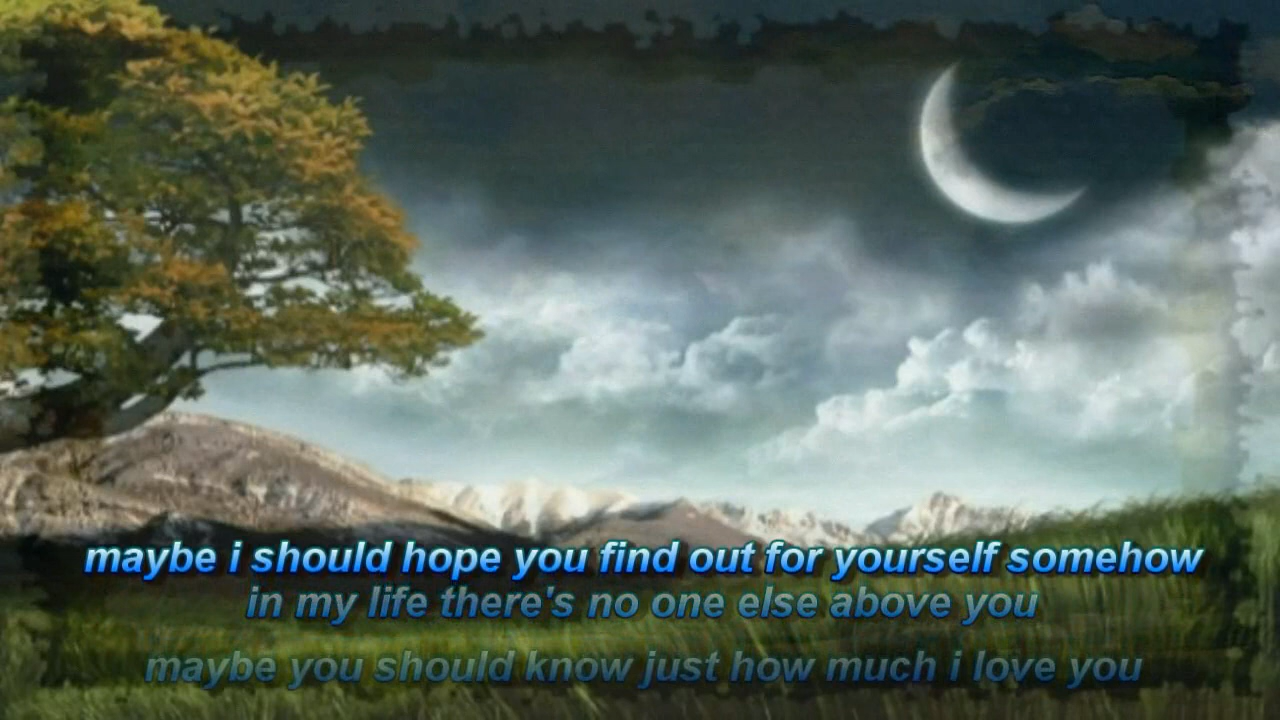 maybe i should hope you find out for yourself somehow
in my life there's no one else above you
maybe you should know just how much i love you